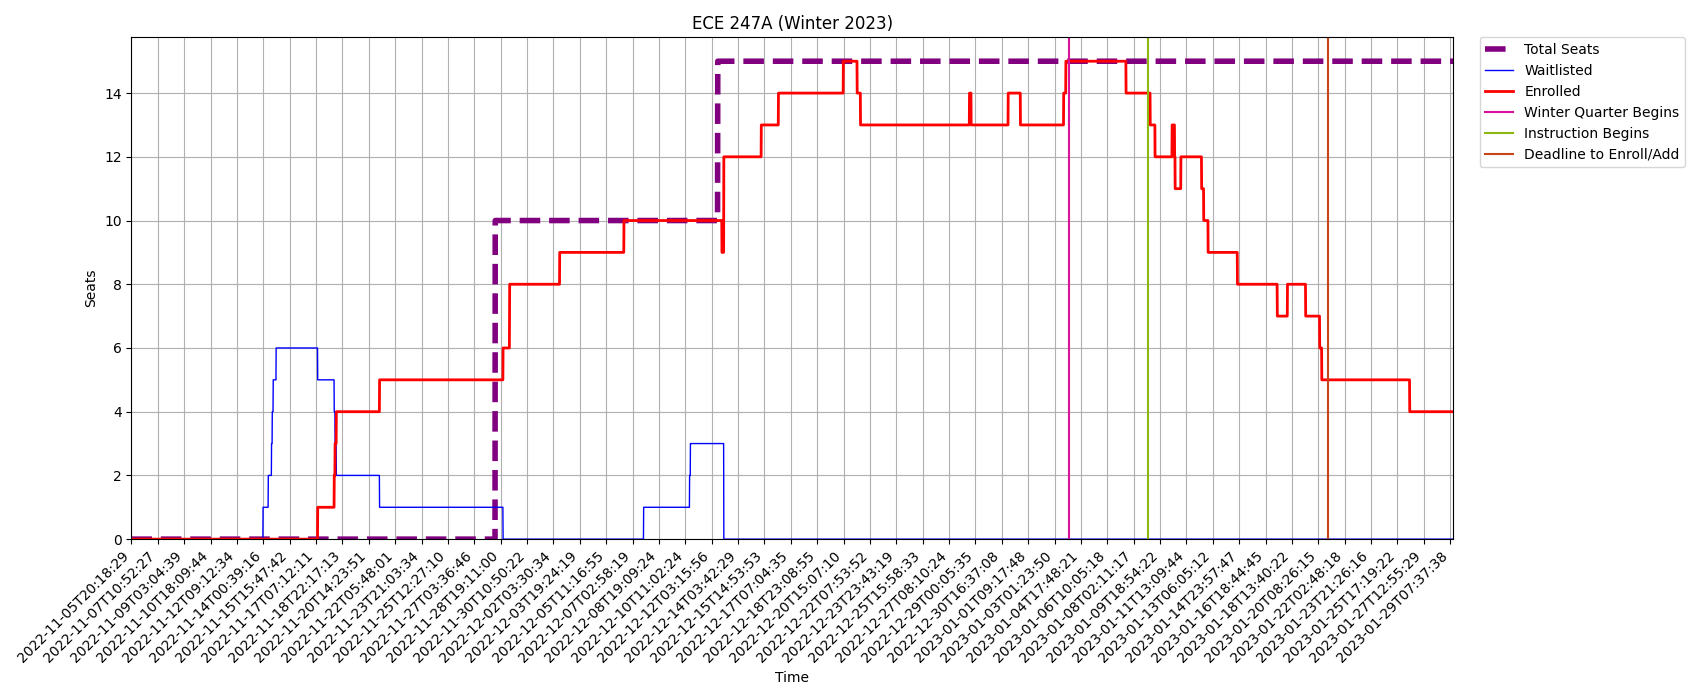 ECE 247A (Winter 2023)
Total Seats
Waitlisted
Enrolled
Winter Quarter Begins
Instruction Begins
Deadline to Enroll/Add
Seats
14
12
10
8
6
4
2
0
2022-11-05T20:18:29
2022-11-07T10:52:27
2022-11-09T03:04:39
2022-11-10T18:09:44
2022-11-12T09:12:34
2022-11-14T00:39:16
2022-11-15T15:47:42
2022-11-17T07:12:11
2022-11-18T22:17:13
2022-11-20T14:23:51
2022-11-22T05:48:01
2022-11-23T21:03:34
2022-11-25T12:27:10
2022-11-27T03:36:46
2022-11-28T19:11:00
2022-11-30T10:50:22
2022-12-02T03:30:34
2022-12-03T19:24:19
2022-12-05T11:16:55
2022-12-07T02:58:19
2022-12-08T19:09:24
2022-12-10T11:02:24
2022-12-12T03:15:56
2022-12-14T03:42:29
2022-12-15T14:53:53
2022-12-17T07:04:35
2022-12-18T23:08:55
2022-12-20T15:07:10
2022-12-22T07:53:52
2022-12-23T23:43:19
2022-12-25T15:58:33
2022-12-27T08:10:24
2022-12-29T00:05:35
2022-12-30T16:37:08
2023-01-01T09:17:48
2023-01-03T01:23:50
2023-01-04T17:48:21
2023-01-06T10:05:18
2023-01-08T02:11:17
2023-01-09T18:54:22
2023-01-11T13:09:44
2023-01-13T06:05:12
2023-01-14T23:57:47
2023-01-16T18:44:45
2023-01-18T13:40:22
2023-01-20T08:26:15
2023-01-22T02:48:18
2023-01-23T21:26:16
2023-01-25T17:19:22
2023-01-27T12:55:29
2023-01-29T07:37:38
Time